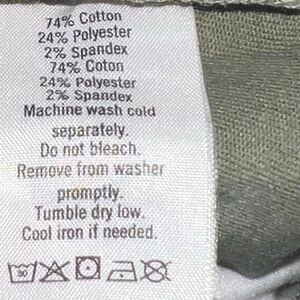 74% Cotton
24% Polyester
2% Spandex
74% Coton
24% Polyester
2% Spandex
Machine wash cold
separately.
Do not bleach.
Remove from washer
promptly.
Tumble dry low.
Cool iron if needed.
30